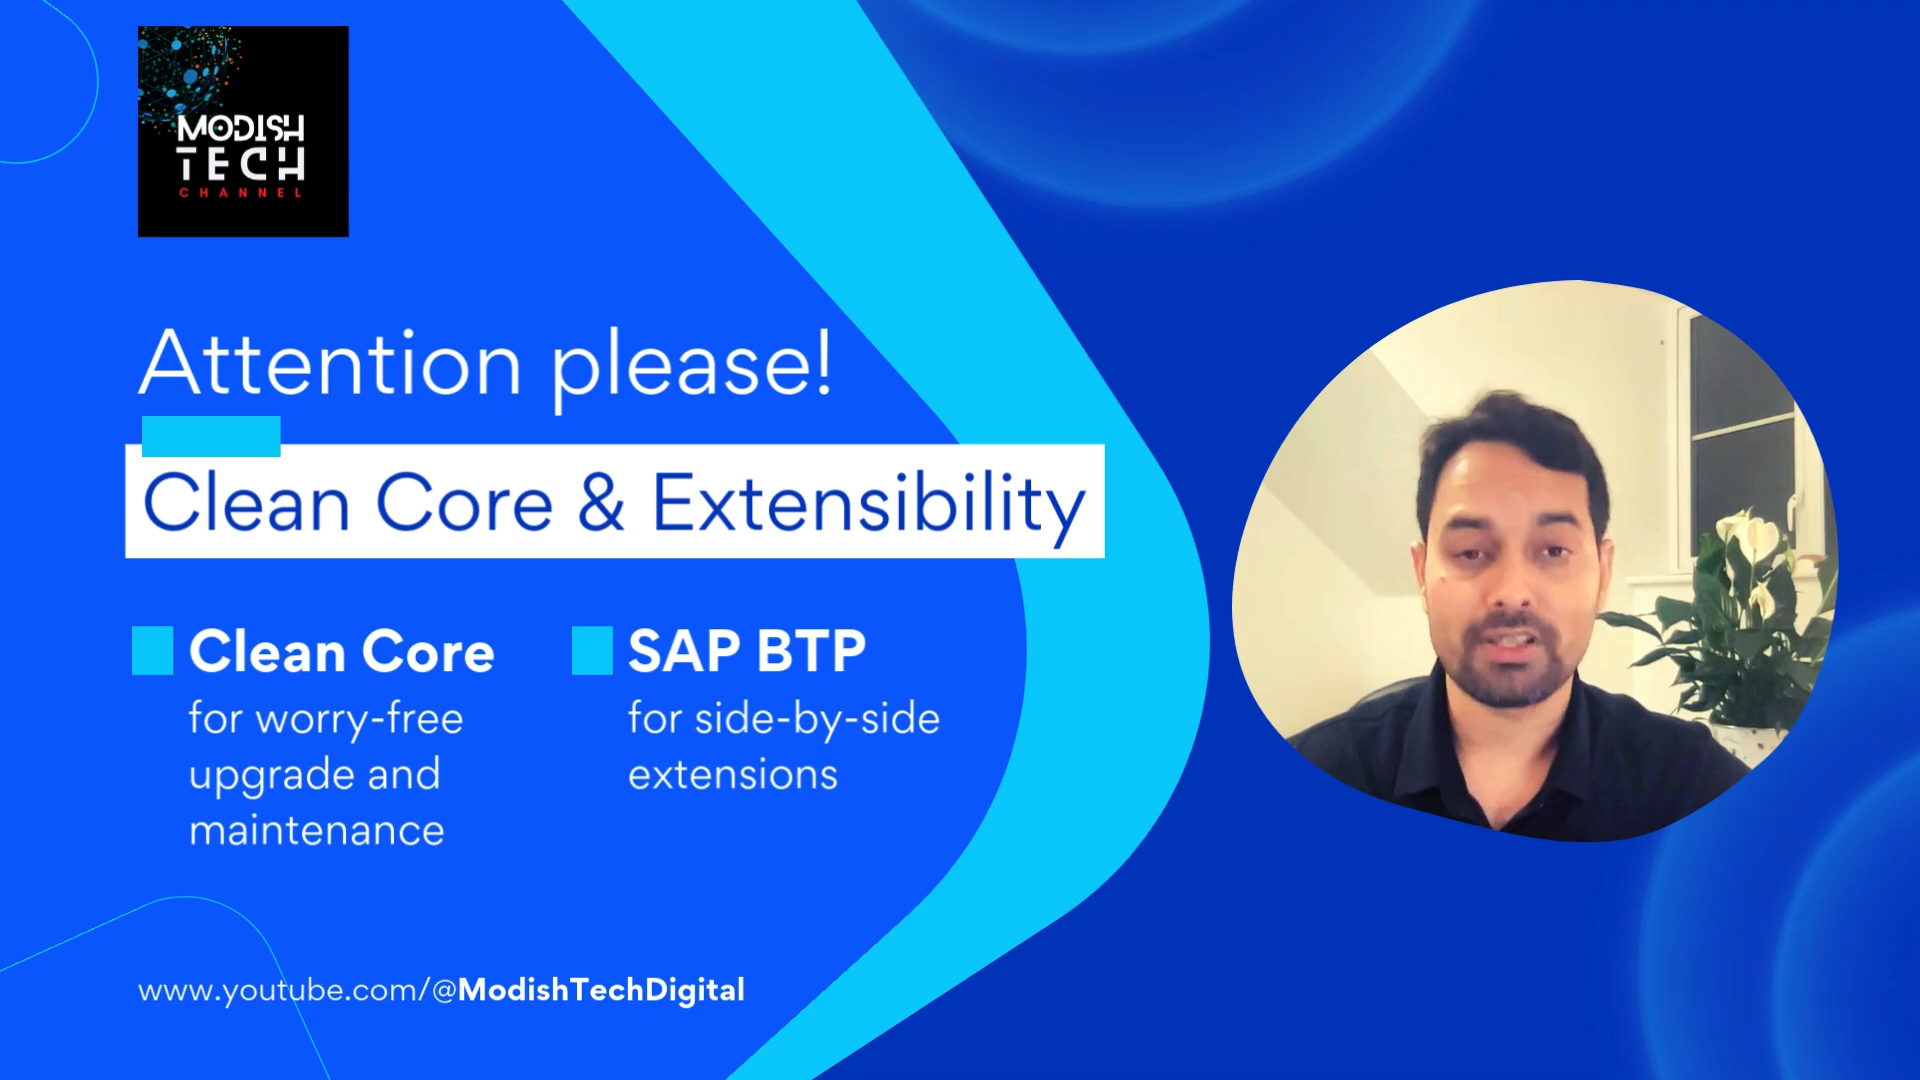 MODISH
TECH
CHANNEL
Attention please!
Clean Core & Extensibility
Clean Core
for worry-free
upgrade and
maintenance
SAP BTP
for side-by-side
extensions
www.youtube.com/@ModishTechDigital